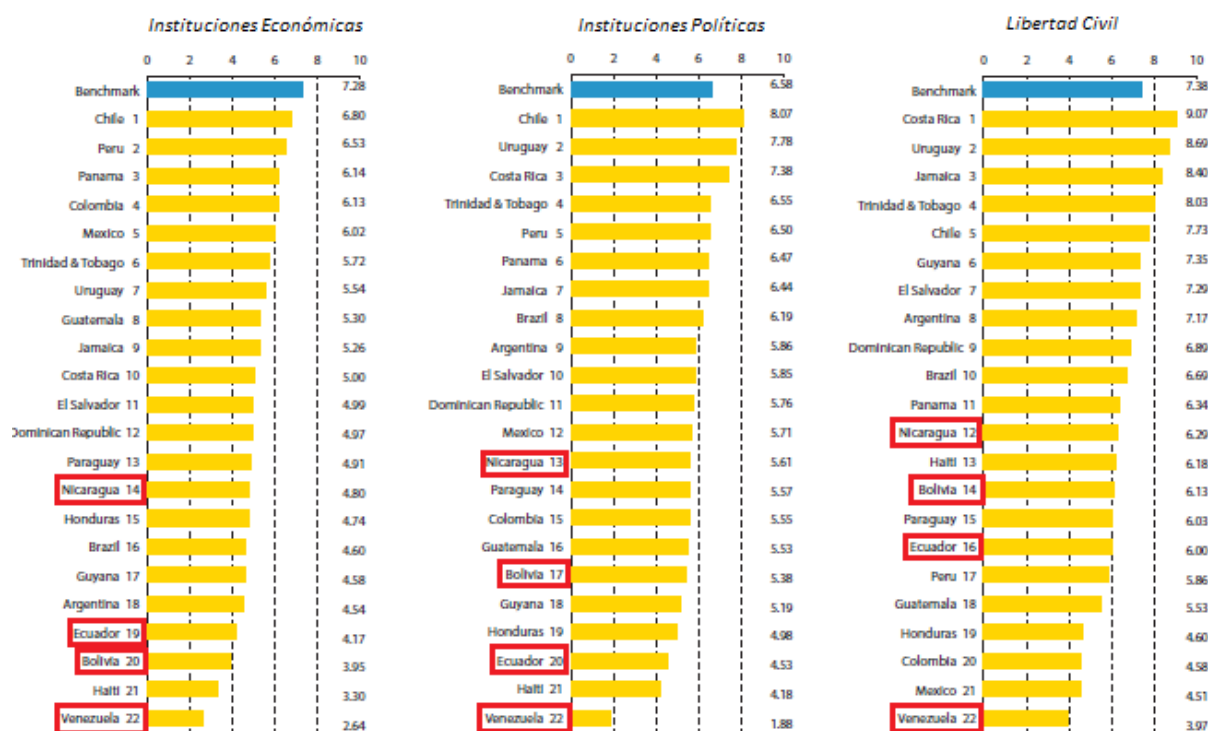 Instituciones Económicas
0 2 4 6 8 10
Benchmark 7.28
Chile 1 6.80
Peru 2 6.53
Panama 3 6.14
Colombia 4 6.13
Mexico 5 6.02
Trinidad & Tobago 6 5.72
Uruguay 7 5.54
Guatemala 8 5.30
Jamaica 9 5.26
Costa Rica 10 5.00
El Salvador 11 4.99
Dominican Republic 12 4.97
Paraguay 13 4.91
Nicaragua 14 4.80
Honduras 15 4.74
Brazil 16 4.60
Guyana 17 4.58
Argentina 18 4.54
Ecuador 19 4.17
Bolivia 20 3.95
Haiti 21 3.30
Venezuela 22 2.64
Instituciones Políticas
0 2 4 6 8 10
Benchmark 6.58
Chile 1 8.07
Uruguay 2 7.78
Costa Rica 3 7.38
Trinidad & Tobago 4 6.55
Peru 5 6.50
Panama 6 6.47
Jamaica 7 6.44
Brazil 8 6.19
Argentina 9 5.86
El Salvador 10 5.85
Dominican Republic 11 5.76
Mexico 12 5.71
Nicaragua 13 5.61
Paraguay 14 5.57
Colombia 15 5.55
Guatemala 16 5.53
Bolivia 17 5.38
Guyana 18 5.19
Honduras 19 4.98
Ecuador 20 4.53
Haiti 21 4.18
Venezuela 22 1.88
Libertad Civil
0 2 4 6 8 10
Benchmark 7.38
Costa Rica 1 9.07
Uruguay 2 8.69
Jamaica 3 8.40
Trinidad & Tobago 4 8.03
Chile 5 7.73
Guyana 6 7.35
El Salvador 7 7.29
Argentina 8 7.17
Dominican Republic 9 6.89
Brazil 10 6.69
Panama 11 6.34
Nicaragua 12 6.29
Haiti 13 6.18
Bolivia 14 6.13
Paraguay 15 6.03
Ecuador 16 6.00
Peru 17 5.86
Guatemala 18 5.53
Honduras 19 4.60
Colombia 20 4.58
Mexico 21 4.51
Venezuela 22 3.97